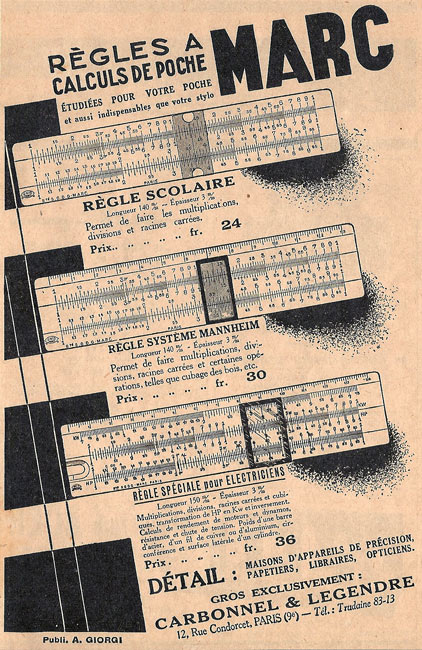 RÈGLES A
CALCULS DE POCHE
MARC
ÉTUDIÉES POUR VOTRE POCHE
et aussi indispensables que votre stylo
RÈGLE SCOLAIRE
Longueur 140 m/m - Épaisseur 3 m/m
Permet de faire les multiplications,
divisions et racines carrées.
Prix.. .. .. .. .. fr. 24
RÈGLE SYSTÈME MANNHEIM
Longueur 140 m/m - Épaisseur 3 m/m
Permet de faire multiplications, divi-
sions, racines carrées et certaines opé-
rations, telles que cubage des bois, etc.
Prix. .. .. .. .. fr. 30
RÈGLE SPÉCIALE pour ÉLECTRICIENS
Longueur 150 m/m - Épaisseur 3 m/m
Multiplications, divisions, racines carrées et cubi-
ques, transformation de HP en Kw et inversement.
Calculs de rendement de moteurs et dynamos,
résistance et chute de tension. Poids d'une barre
d'acier, d'un fil de cuivre ou d'aluminium, cir-
conférence et surface latérale d'un cylindre.
Prix .. .. .. .. .. fr. 36
DÉTAIL : MAISONS D'APPAREILS DE PRÉCISION,
PAPETIERS, LIBRAIRES, OPTICIENS.
GROS EXCLUSIVEMENT :
CARBONNEL & LEGENDRE
12, Rue Condorcet, PARIS (9e) — Tél. : Trudaine 83-13
Publi. A. GIORGI